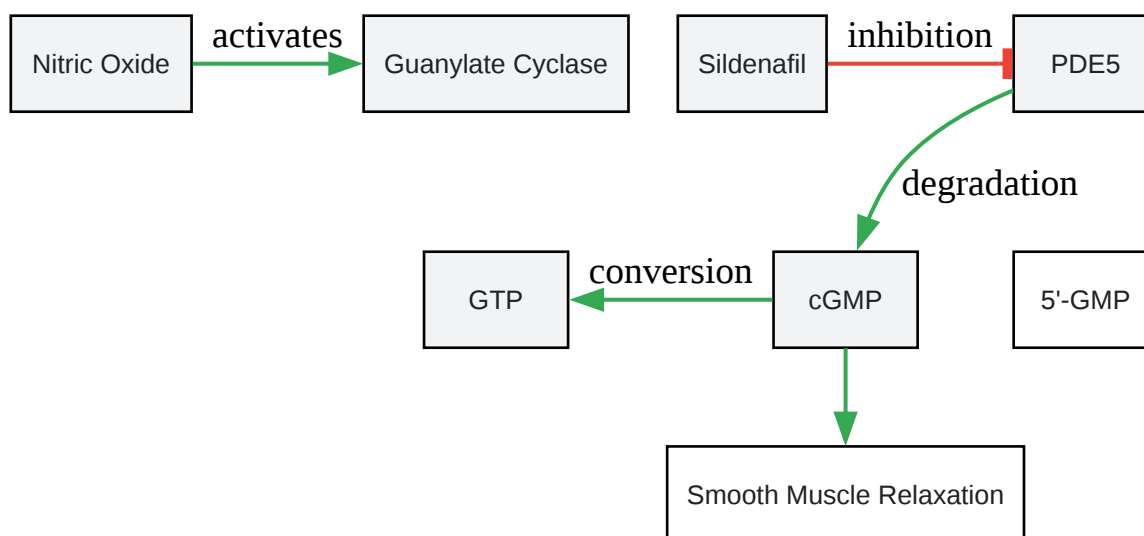 activates
inhibition
Nitric Oxide
Guanylate Cyclase
Sildenafil
PDE5
degradation
conversion
GTP
cGMP
5'-GMP
Smooth Muscle Relaxation